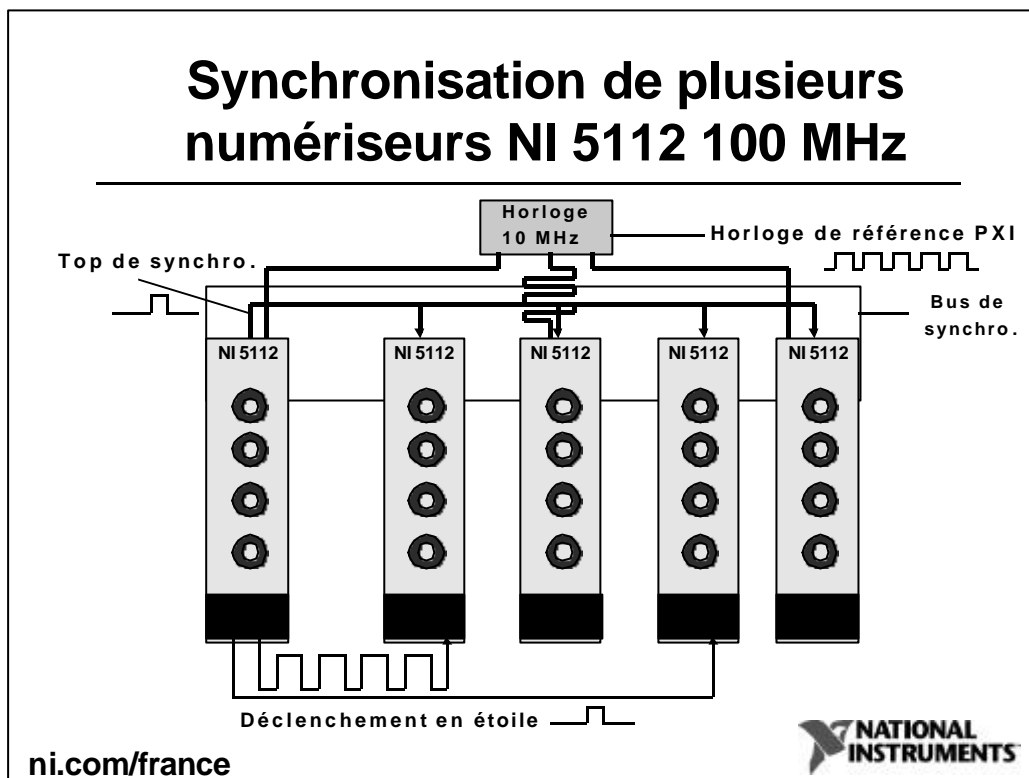 Synchronisation de plusieurs
numériseurs NI 5112 100 MHz
Horloge
10 MHz
Horloge de référence PXI
Top de synchro.
Bus de
synchro.
NI 5112
NI 5112
NI 5112
NI 5112
NI 5112
Déclenchement en étoile
NATIONAL
INSTRUMENTS
ni.com/france